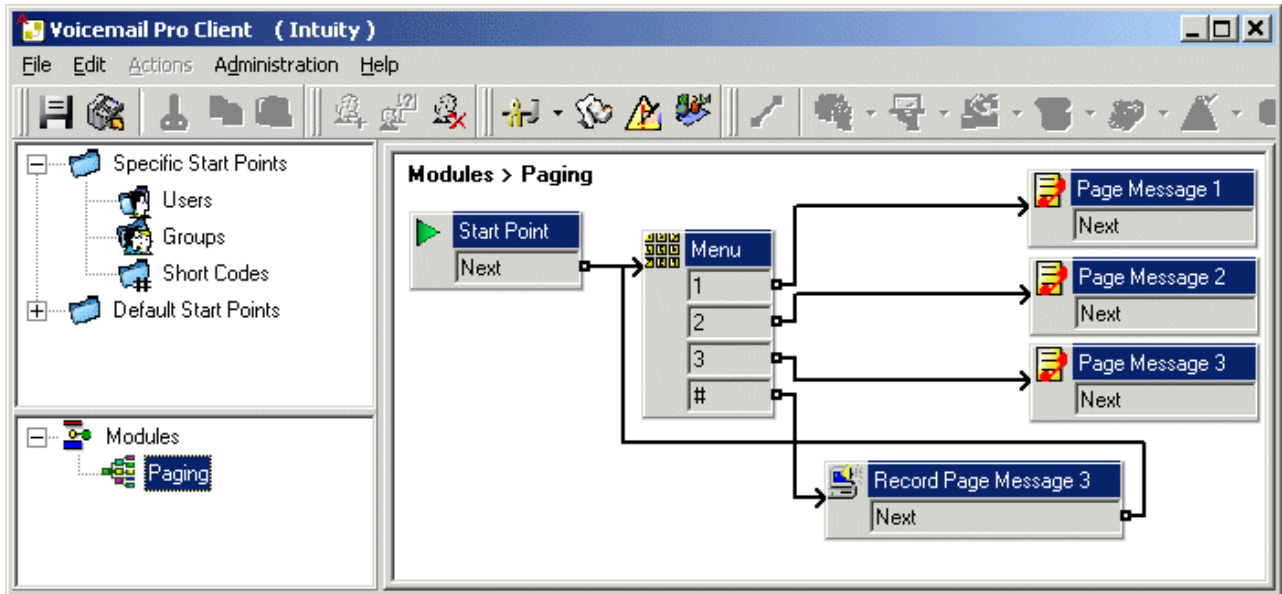 Voicemail Pro Client ( Intuity )
File Edit Actions Administration Help
Specific Start Points
Users
Groups
Short Codes
Default Start Points
Modules
Paging
Modules > Paging
Start Point
Next
Menu
1
2
3
#
Page Message 1
Next
Page Message 2
Next
Page Message 3
Next
Record Page Message 3
Next